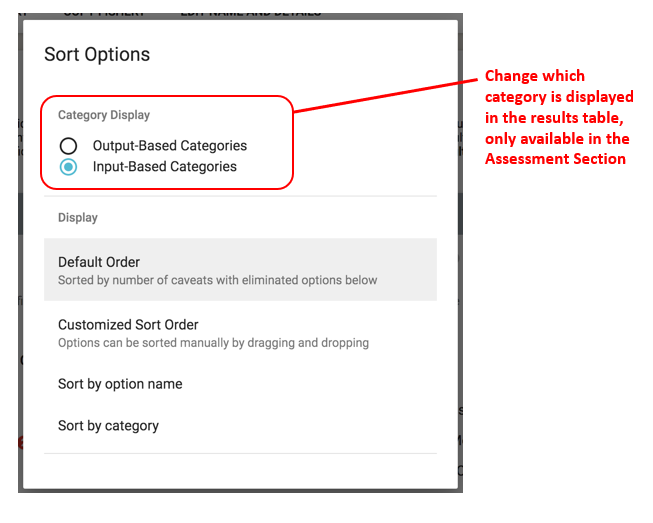 Sort Options
Category Display
Output-Based Categories
Input-Based Categories
Display
Default Order
Sorted by number of caveats with eliminated options below
Customized Sort Order
Options can be sorted manually by dragging and dropping
Sort by option name
Sort by category
Change which
category is displayed
in the results table,
only available in the
Assessment Section